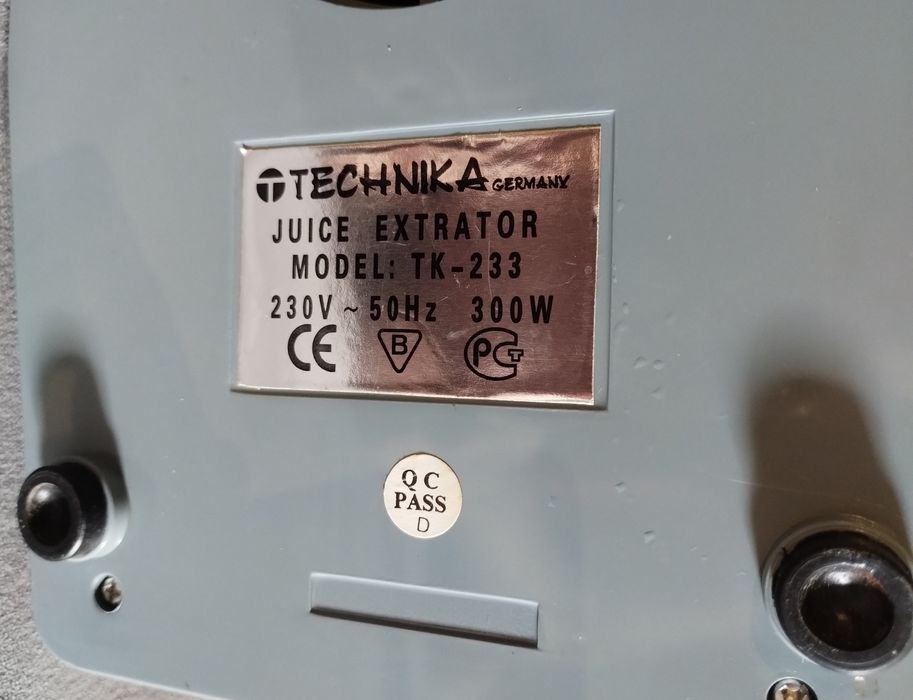 TECHNIKA GERMANY
JUICE EXTRATOR
MODEL: TK-233
230V ~ 50Hz 300W
CE B PCT
QC
PASS
D